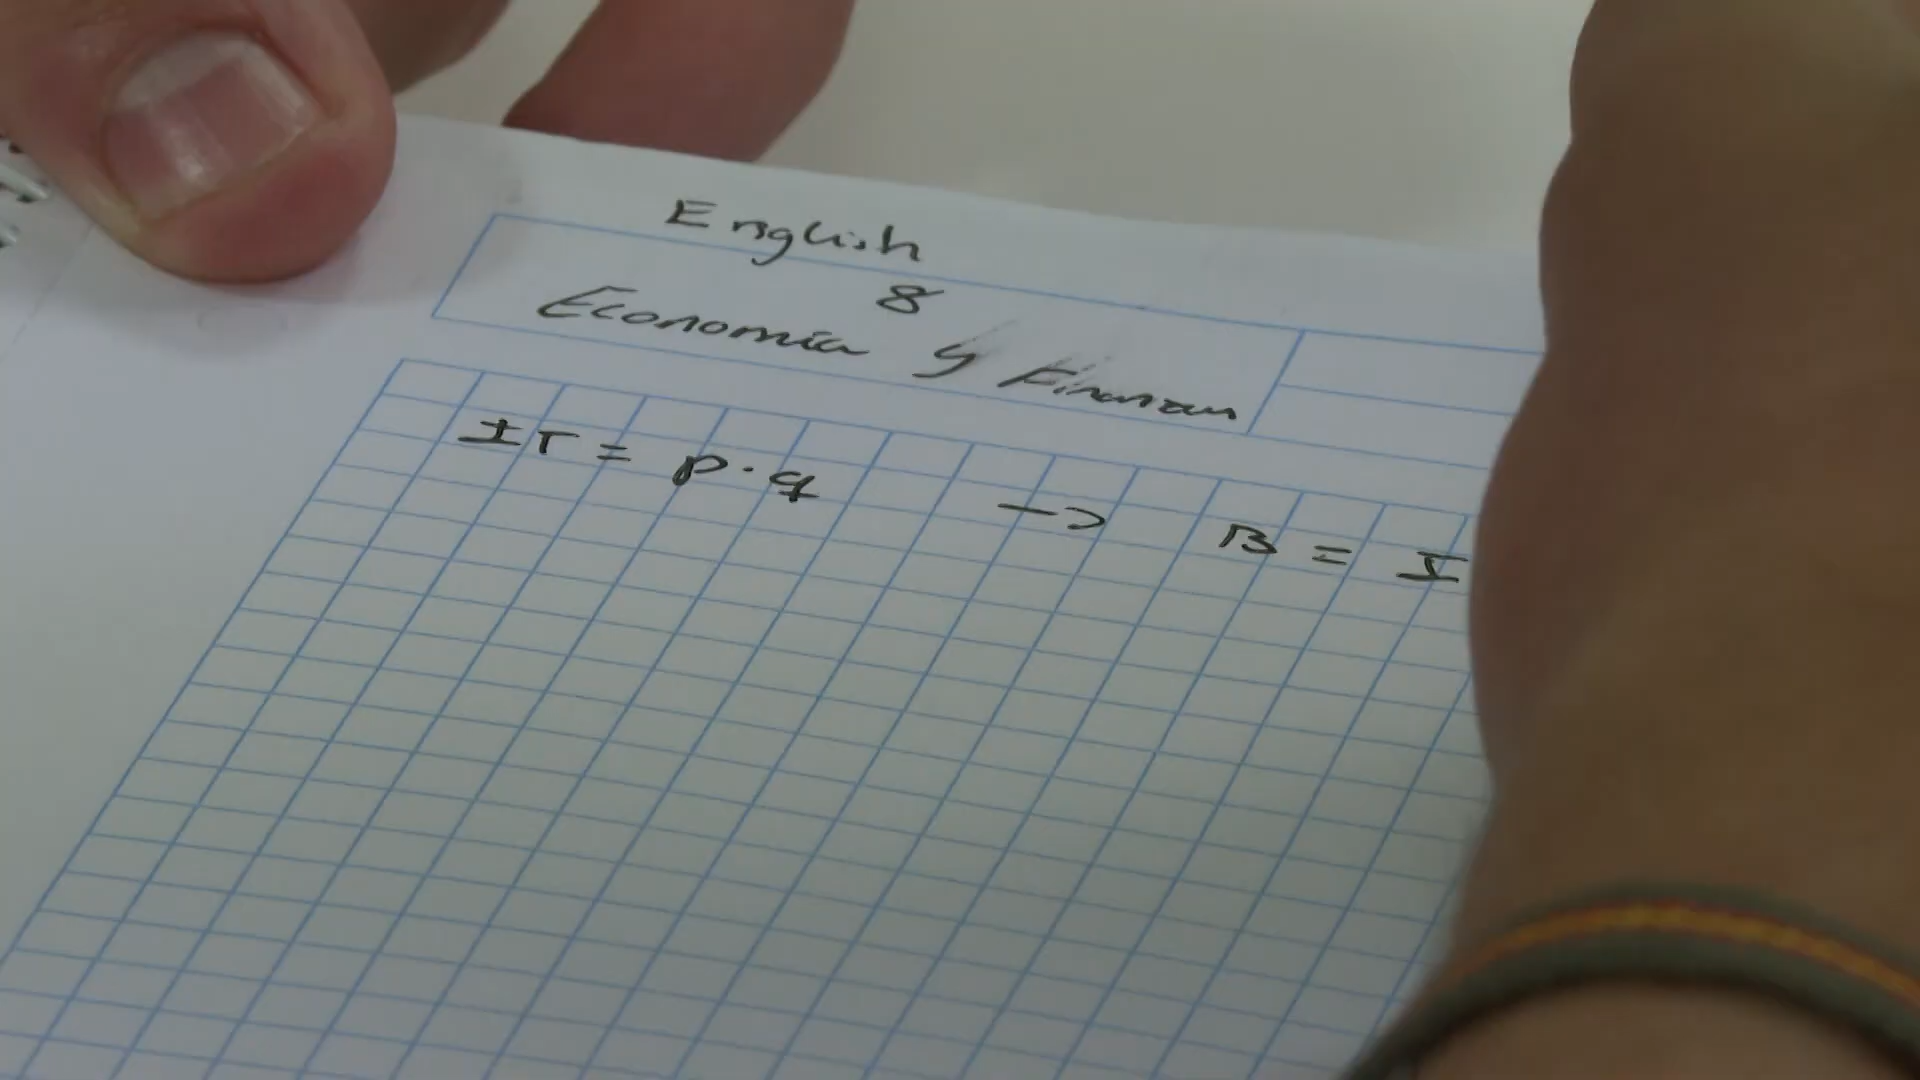 English
8
Economía y Finanzas
IT = p·q → B = I